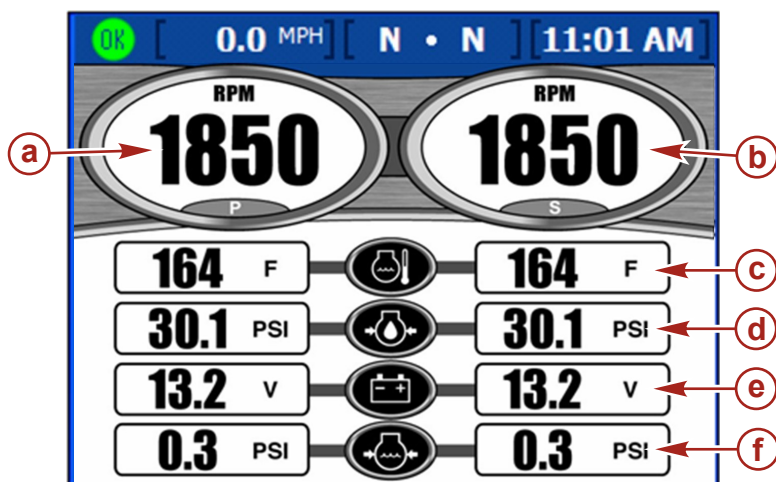 OK [ 0.0 MPH ] [ N • N ] [ 11:01 AM ]
RPM RPM
a 1850 1850 b
P S
164 F 164 F c
30.1 PSI 30.1 PSI d
- +
13.2 V 13.2 V e
0.3 PSI 0.3 PSI f